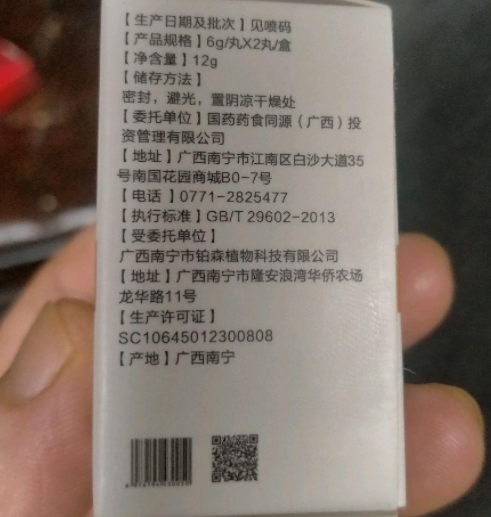 【生产日期及批次】见喷码
【产品规格】6g/丸X2丸/盒
【净含量】12g
【储存方法】
密封，避光，置阴凉干燥处
【委托单位】国药药食同源（广西）投
资管理有限公司
【地址】广西南宁市江南区白沙大道35
号南国花园商城B0-7号
【电话】0771-2825477
【执行标准】GB/T 29602-2013
【受委托单位】
广西南宁市铂森植物科技有限公司
【地址】广西南宁市隆安浪湾华侨农场
龙华路11号
【生产许可证】
SC10645012300808
【产地】广西南宁